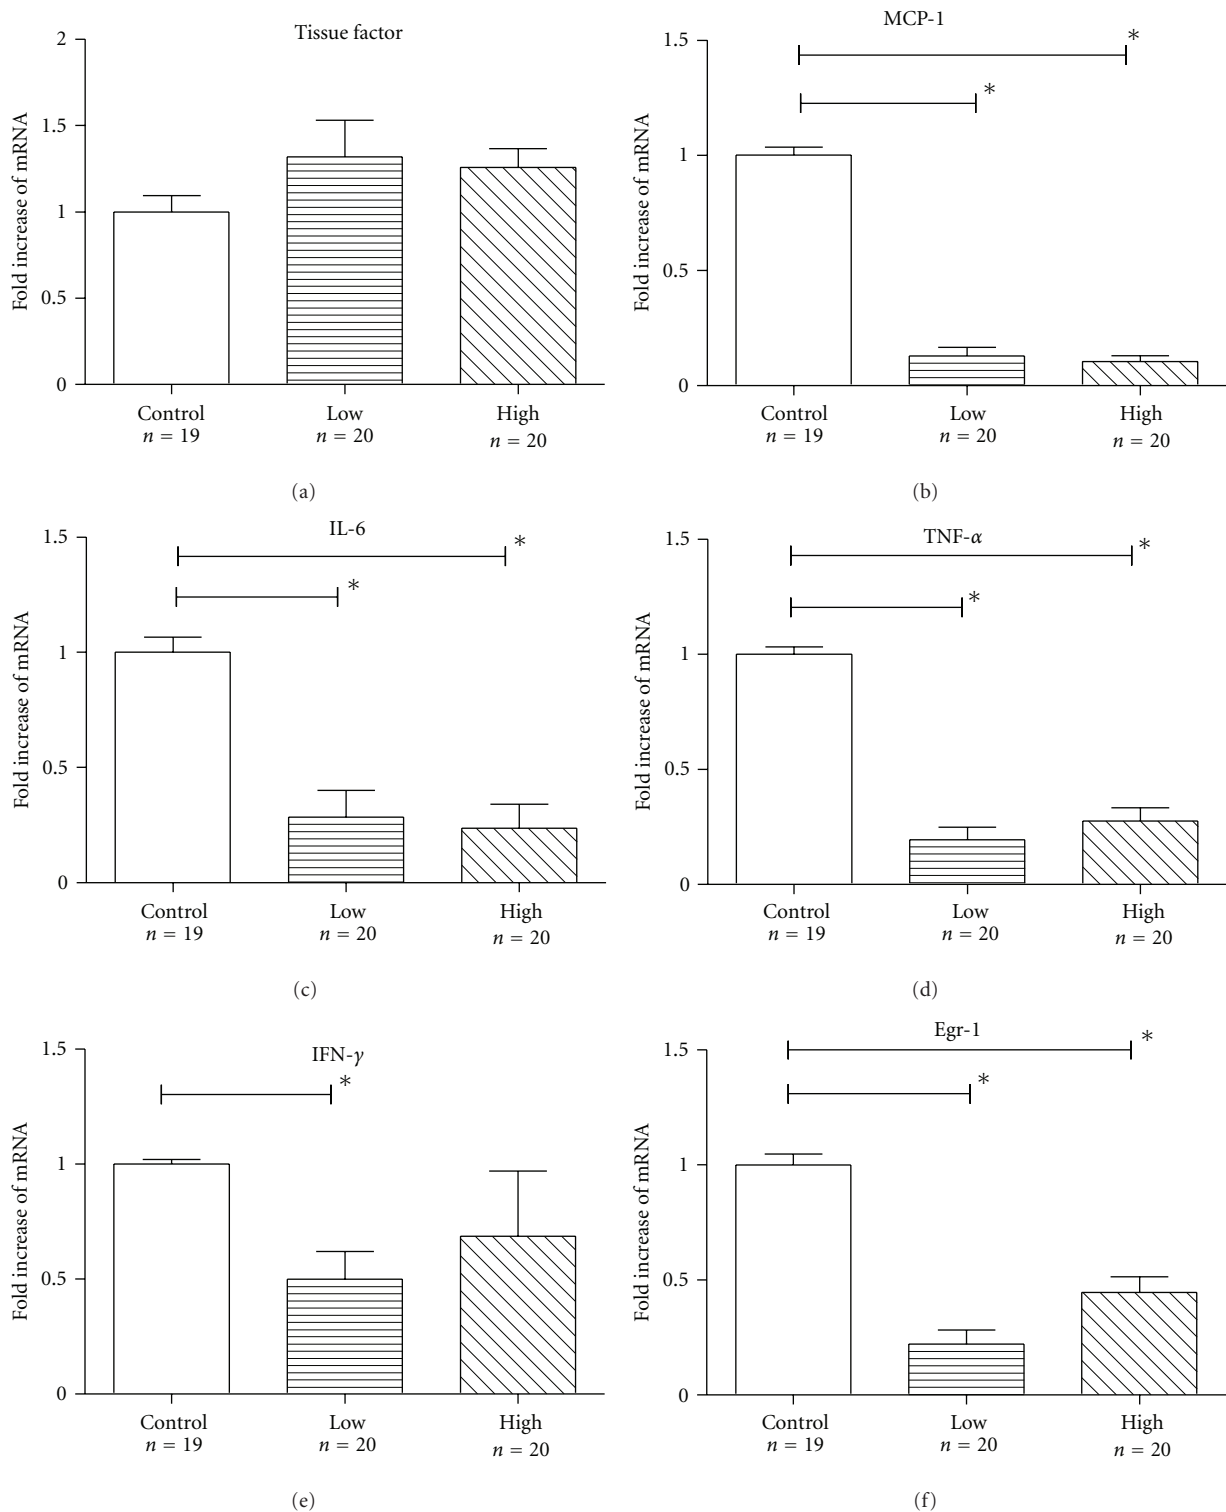 Tissue factor
Fold increase of mRNA
2
1.5
1
0.5
0
Control Low High
n = 19 n = 20 n = 20
(a)
MCP-1
Fold increase of mRNA
1.5
1
0.5
0
* *
Control Low High
n = 19 n = 20 n = 20
(b)
IL-6
Fold increase of mRNA
1.5
1
0.5
0
* *
Control Low High
n = 19 n = 20 n = 20
(c)
TNF-α
Fold increase of mRNA
1.5
1
0.5
0
* *
Control Low High
n = 19 n = 20 n = 20
(d)
IFN-γ
Fold increase of mRNA
1.5
1
0.5
0
*
Control Low High
n = 19 n = 20 n = 20
(e)
Egr-1
Fold increase of mRNA
1.5
1
0.5
0
* *
Control Low High
n = 19 n = 20 n = 20
(f)